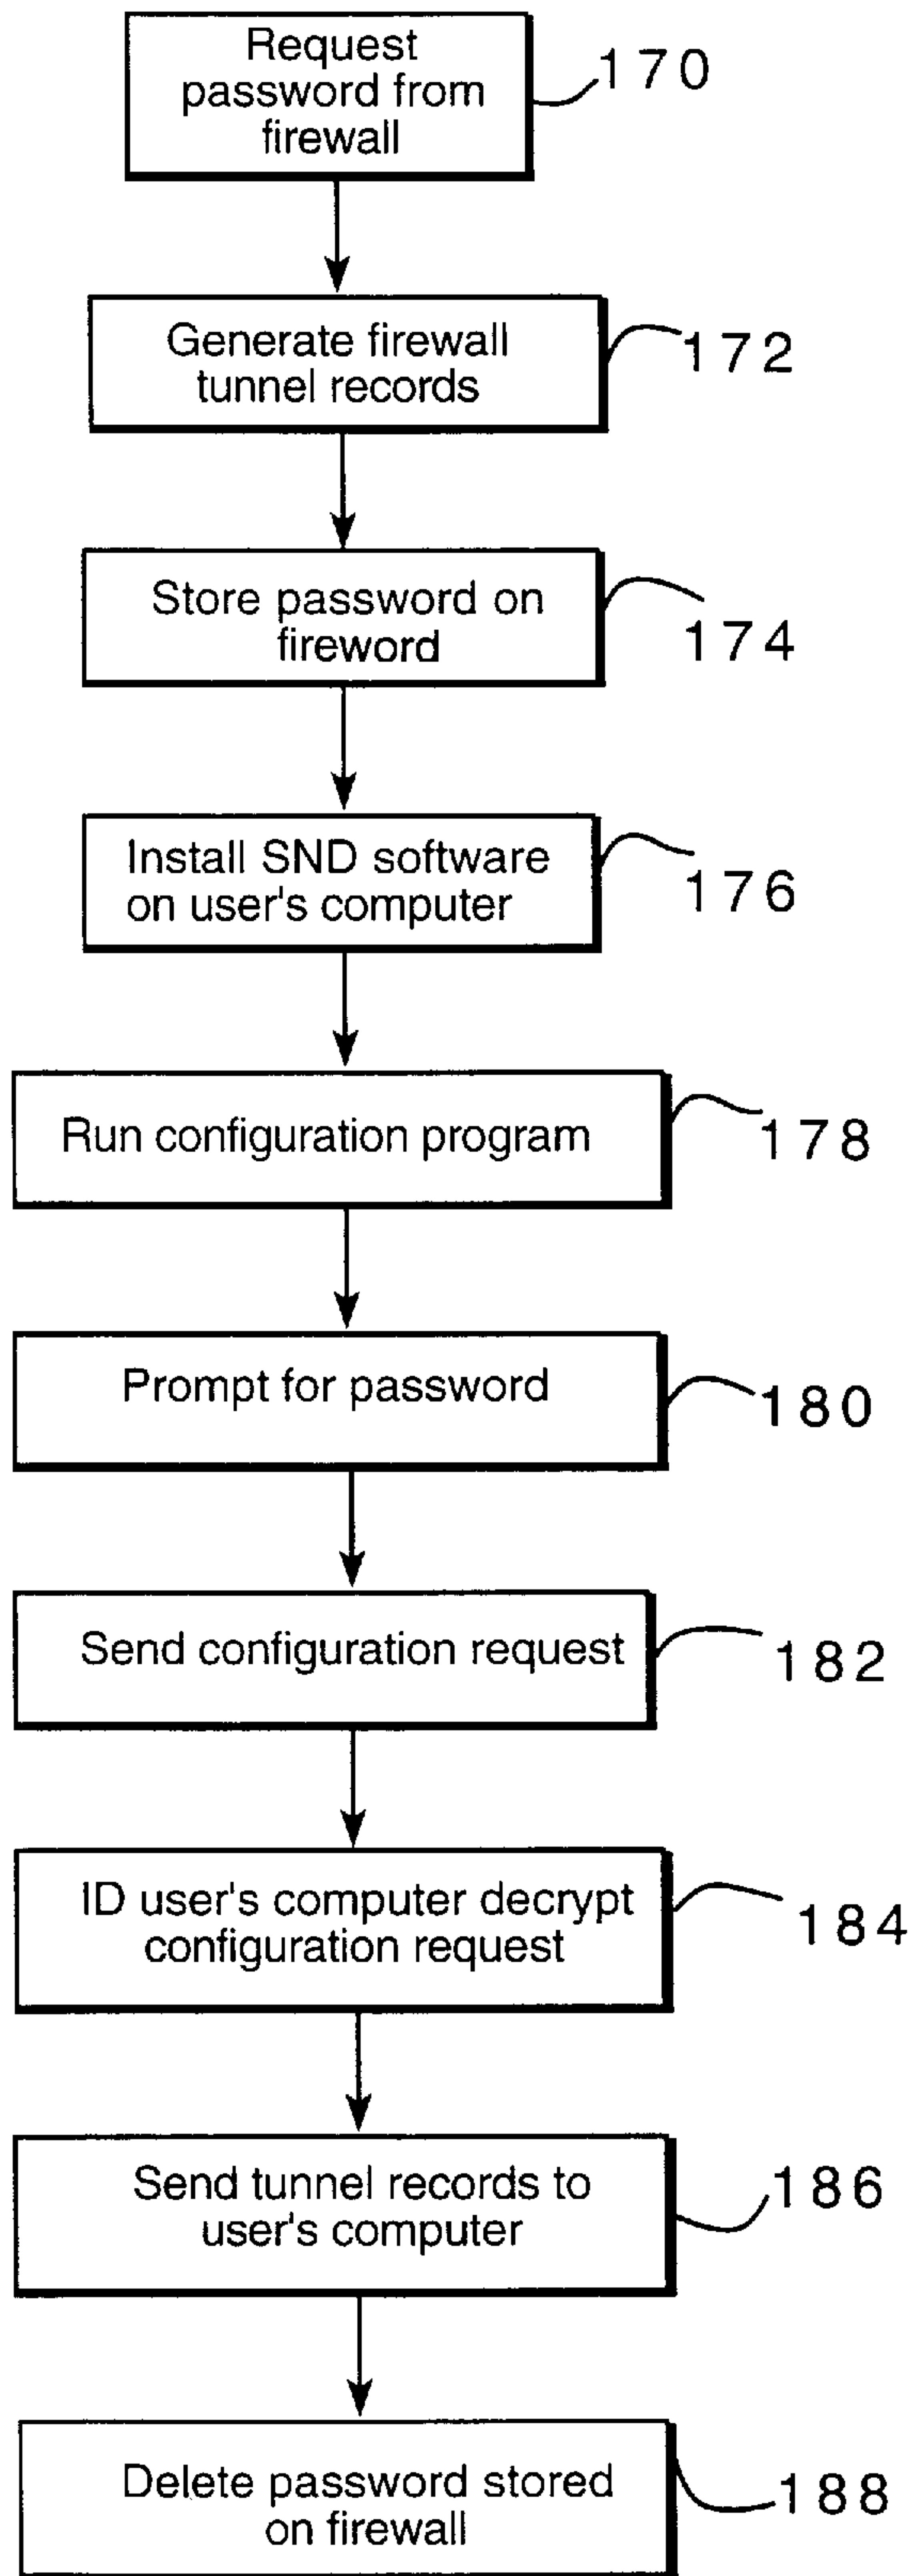 Request
password from
firewall
170
Generate firewall
tunnel records
172
Store password on
fireword
174
Install SND software
on user's computer
176
Run configuration program
178
Prompt for password
180
Send configuration request
182
ID user's computer decrypt
configuration request
184
Send tunnel records to
user's computer
186
Delete password stored
on firewall
188